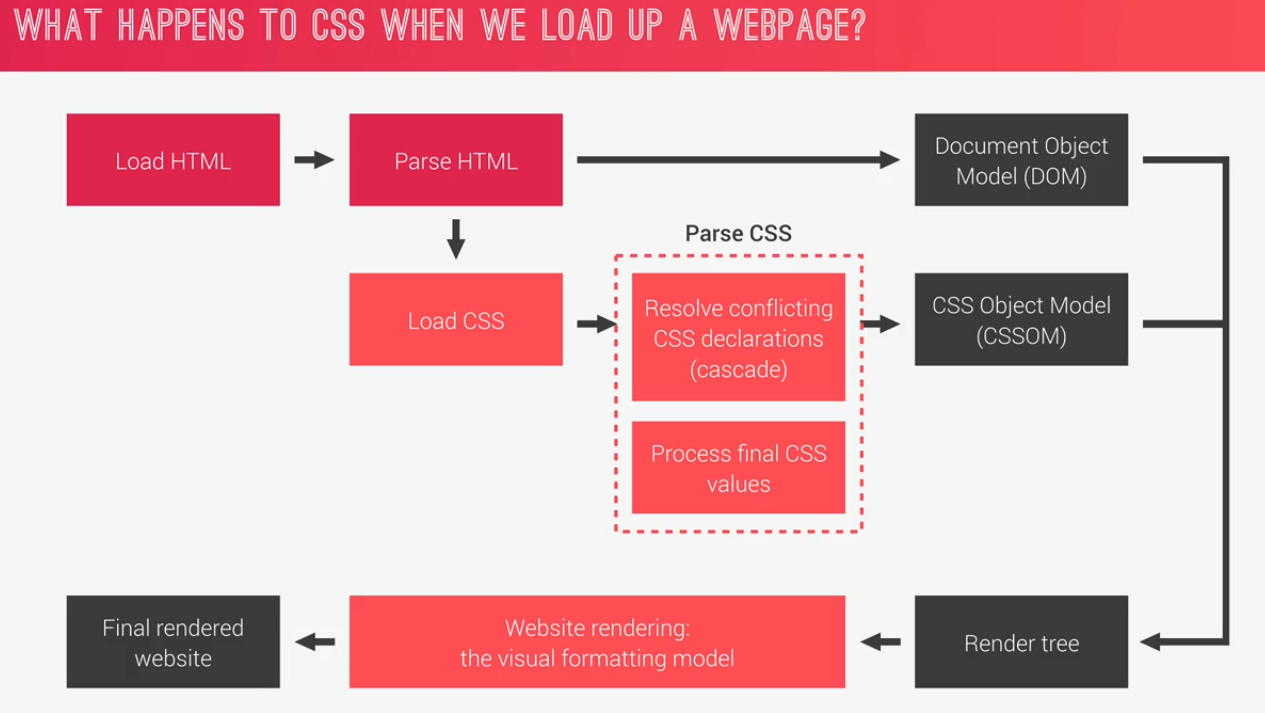 WHAT HAPPENS TO CSS WHEN WE LOAD UP A WEBPAGE?
Load HTML
Parse HTML
Document Object
Model (DOM)
Parse CSS
Load CSS
Resolve conflicting
CSS declarations
(cascade)
CSS Object Model
(CSSOM)
Process final CSS
values
Final rendered
website
Website rendering:
the visual formatting model
Render tree